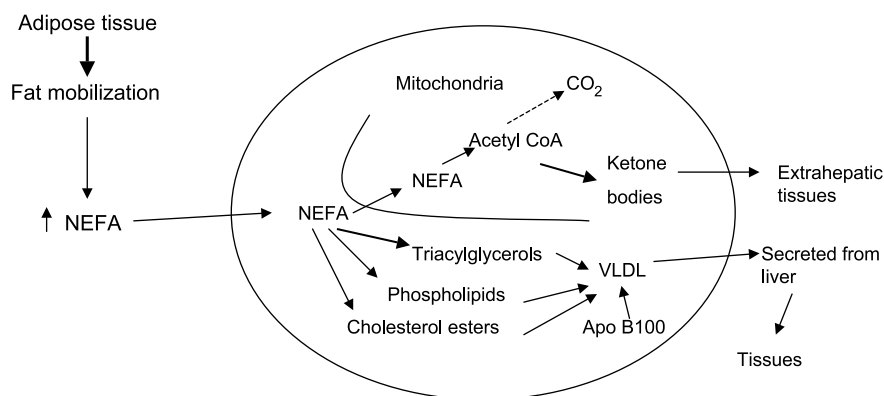 Adipose tissue
Fat mobilization
NEFA
Mitochondria
CO2
Acetyl CoA
NEFA
Ketone
bodies
Extrahepatic
tissues
NEFA
Triacylglycerols
Phospholipids
Cholesterol esters
VLDL
Apo B100
Secreted from
liver
Tissues